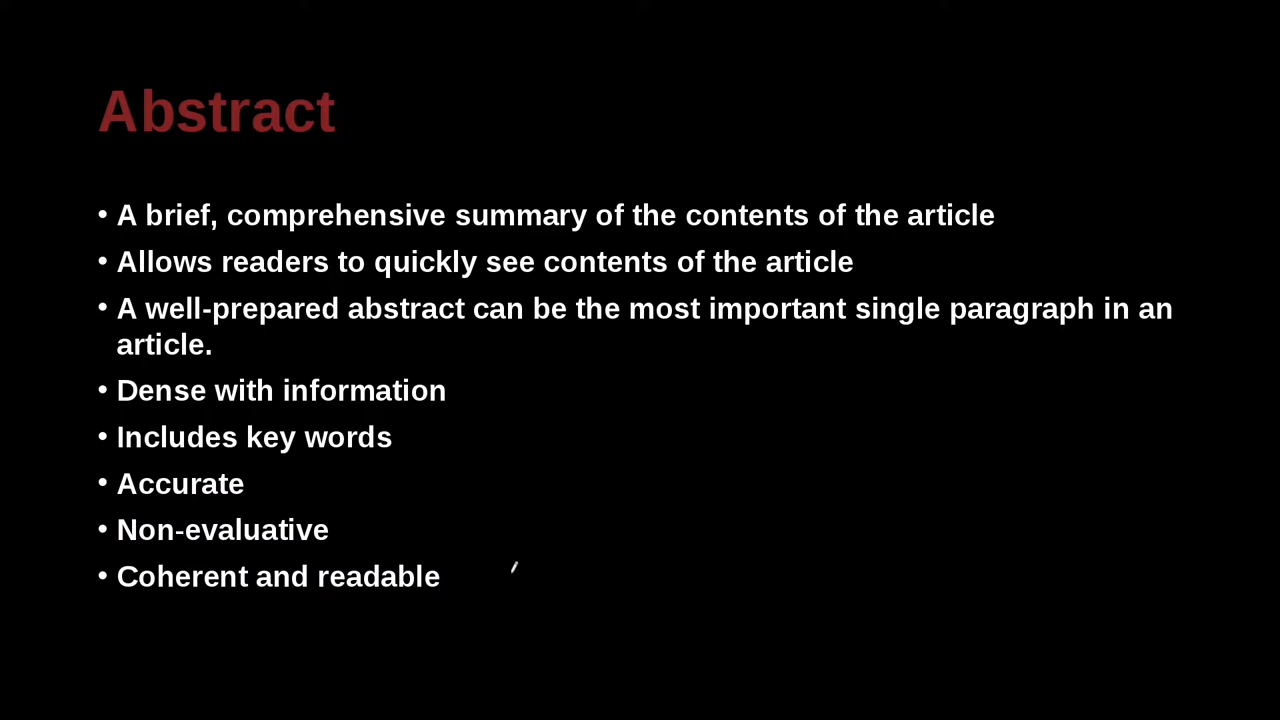 Abstract
• A brief, comprehensive summary of the contents of the article
• Allows readers to quickly see contents of the article
• A well-prepared abstract can be the most important single paragraph in an
article.
• Dense with information
• Includes key words
• Accurate
• Non-evaluative
• Coherent and readable